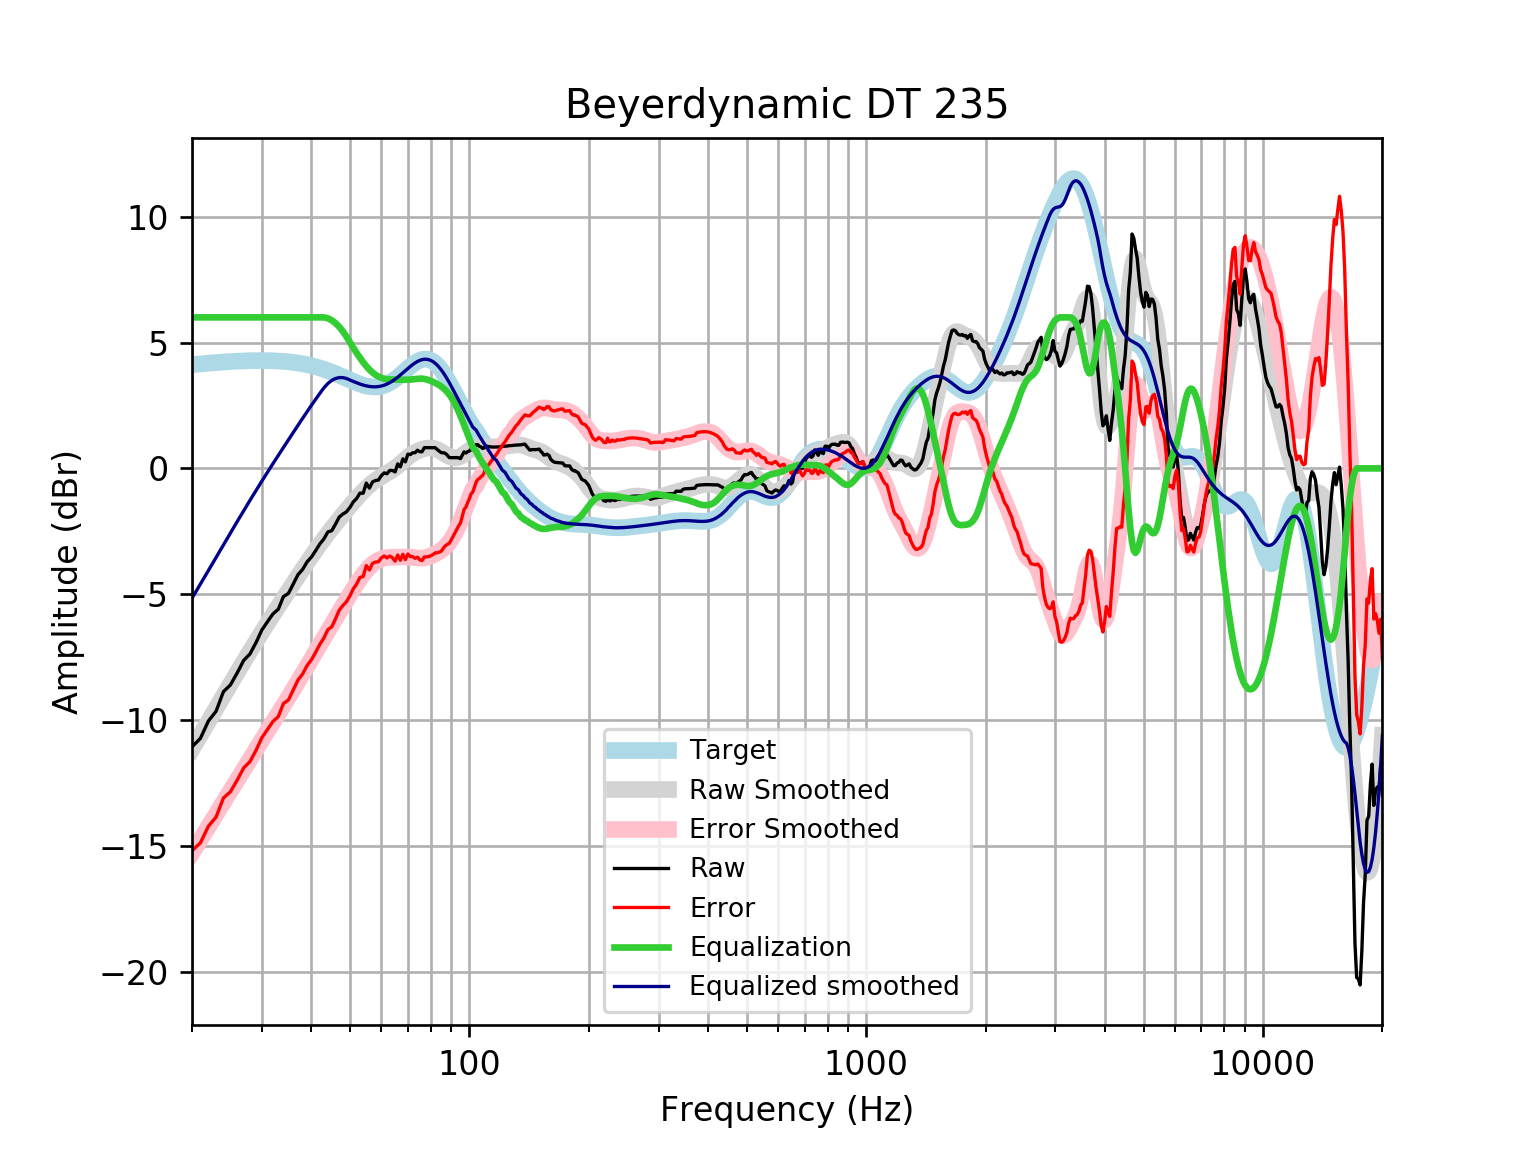 Beyerdynamic DT 235
Amplitude (dBr)
10
5
0
−5
−10
−15
−20
Target
Raw Smoothed
Error Smoothed
Raw
Error
Equalization
Equalized smoothed
100 1000 10000
Frequency (Hz)